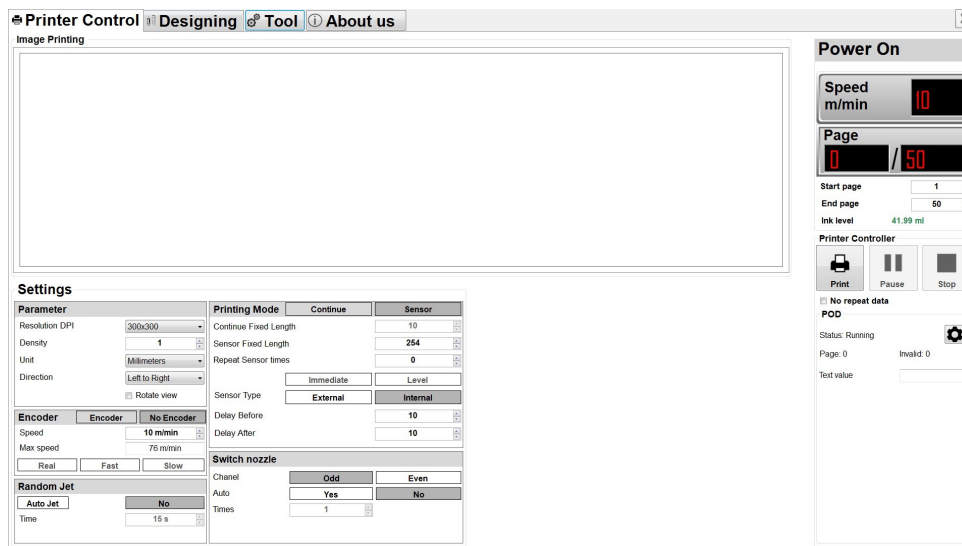 Printer Control Designing Tool About us
Image Printing
Power On
Speed
m/min
10
Page
0 / 50
Start page 1
End page 50
Ink level 41.99 ml
Printer Controller
Print Pause Stop
No repeat data
POD
Status: Running
Page: 0 Invalid: 0
Text value
Settings
Parameter
Resolution DPI 300x300
Density 1
Unit Millimeters
Direction Left to Right
Rotate view
Encoder Encoder No Encoder
Speed 10 m/min
Max speed 76 m/min
Real Fast Slow
Random Jet
Auto Jet No
Time 15 s
Printing Mode Continue Sensor
Continue Fixed Length 10
Sensor Fixed Length 254
Repeat Sensor times 0
Immediate Level
Sensor Type External Internal
Delay Before 10
Delay After 10
Switch nozzle
Chanel Odd Even
Auto Yes No
Times 1